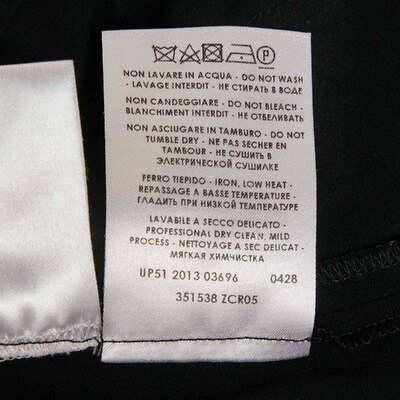 P
NON LAVARE IN ACQUA - DO NOT WASH
- LAVAGE INTERDIT - НЕ СТИРАТЬ В ВОДЕ
NON CANDEGGIARE - DO NOT BLEACH -
BLANCHIMENT INTERDIT - НЕ ОТБЕЛИВАТЬ
NON ASCIUGARE IN TAMBURO - DO NOT
TUMBLE DRY - NE PAS SECHER EN
TAMBOUR - НЕ СУШИТЬ В
ЭЛЕКТРИЧЕСКОЙ СУШИЛКЕ
FERRO TIEPIDO - IRON, LOW HEAT -
REPASSAGE A BASSE TEMPERATURE -
ГЛАДИТЬ ПРИ НИЗКОЙ ТЕМПЕРАТУРЕ
LAVABILE A SECCO DELICATO -
PROFESSIONAL DRY CLEAN, MILD
PROCESS - NETTOYAGE A SEC DELICAT -
МЯГКАЯ ХИМЧИСТКА
UP51 2013 03696 0428
351538 ZCR05